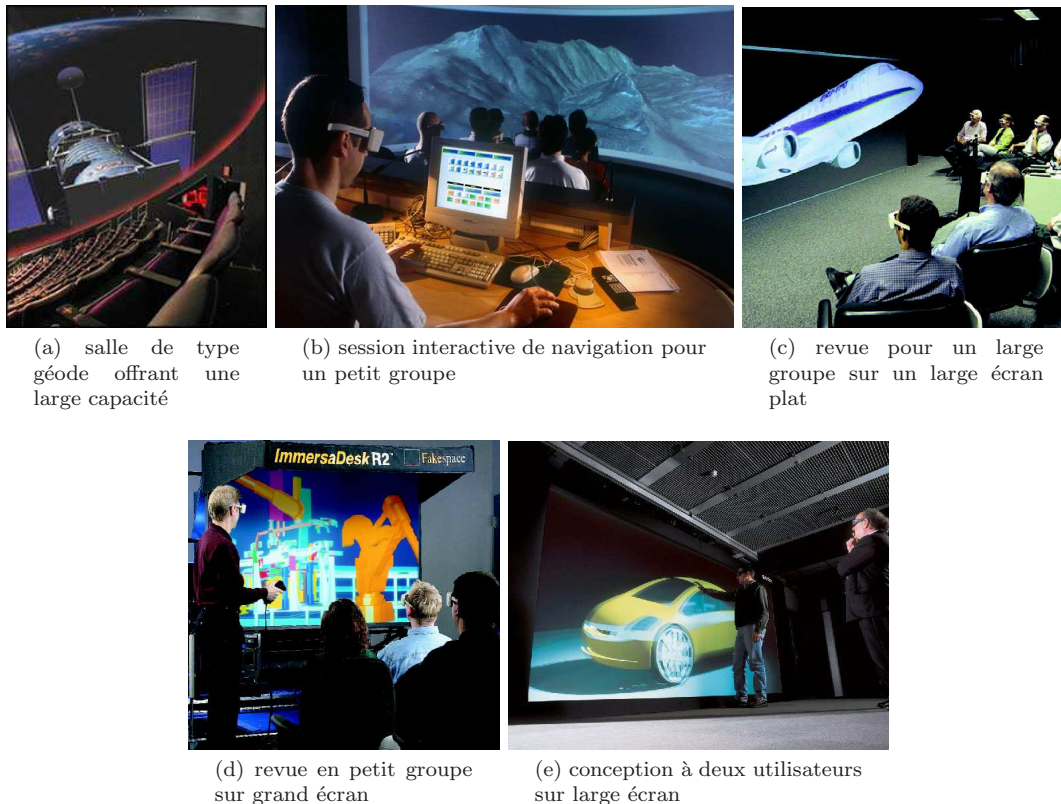 (a) salle de type
géode offrant une
large capacité
(b) session interactive de navigation pour
un petit groupe
(c) revue pour un large
groupe sur un large écran
plat
ImmersaDesk R2™ Fakespace
(d) revue en petit groupe
sur grand écran
(e) conception à deux utilisateurs
sur large écran